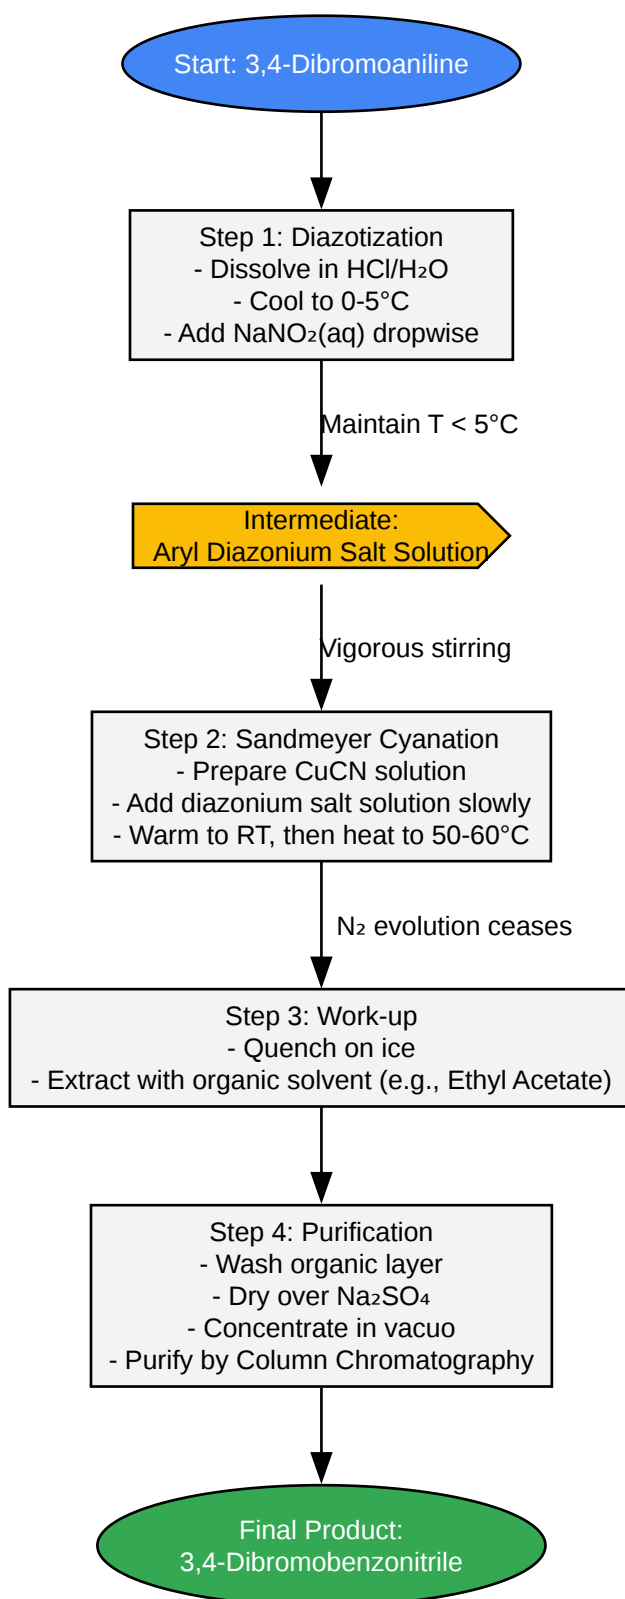 Start: 3,4-Dibromoaniline
Step 1: Diazotization
- Dissolve in HCl/H₂O
- Cool to 0-5°C
- Add NaNO₂(aq) dropwise
Maintain T < 5°C
Intermediate:
Aryl Diazonium Salt Solution
Vigorous stirring
Step 2: Sandmeyer Cyanation
- Prepare CuCN solution
- Add diazonium salt solution slowly
- Warm to RT, then heat to 50-60°C
N₂ evolution ceases
Step 3: Work-up
- Quench on ice
- Extract with organic solvent (e.g., Ethyl Acetate)
Step 4: Purification
- Wash organic layer
- Dry over Na₂SO₄
- Concentrate in vacuo
- Purify by Column Chromatography
Final Product:
3,4-Dibromobenzonitrile